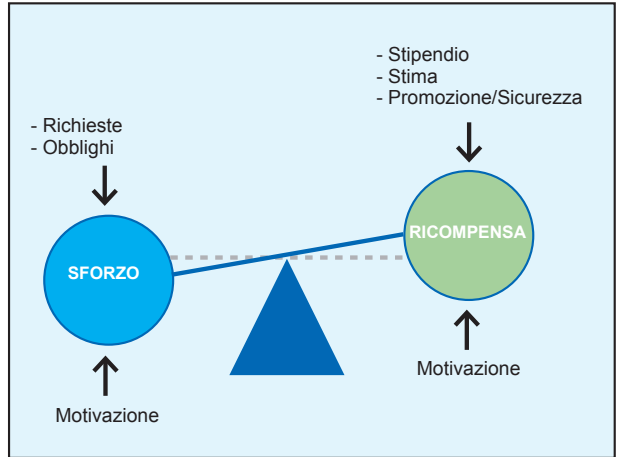 - Stipendio
- Stima
- Promozione/Sicurezza
- Richieste
- Obblighi
RICOMPENSA
SFORZO
Motivazione
Motivazione